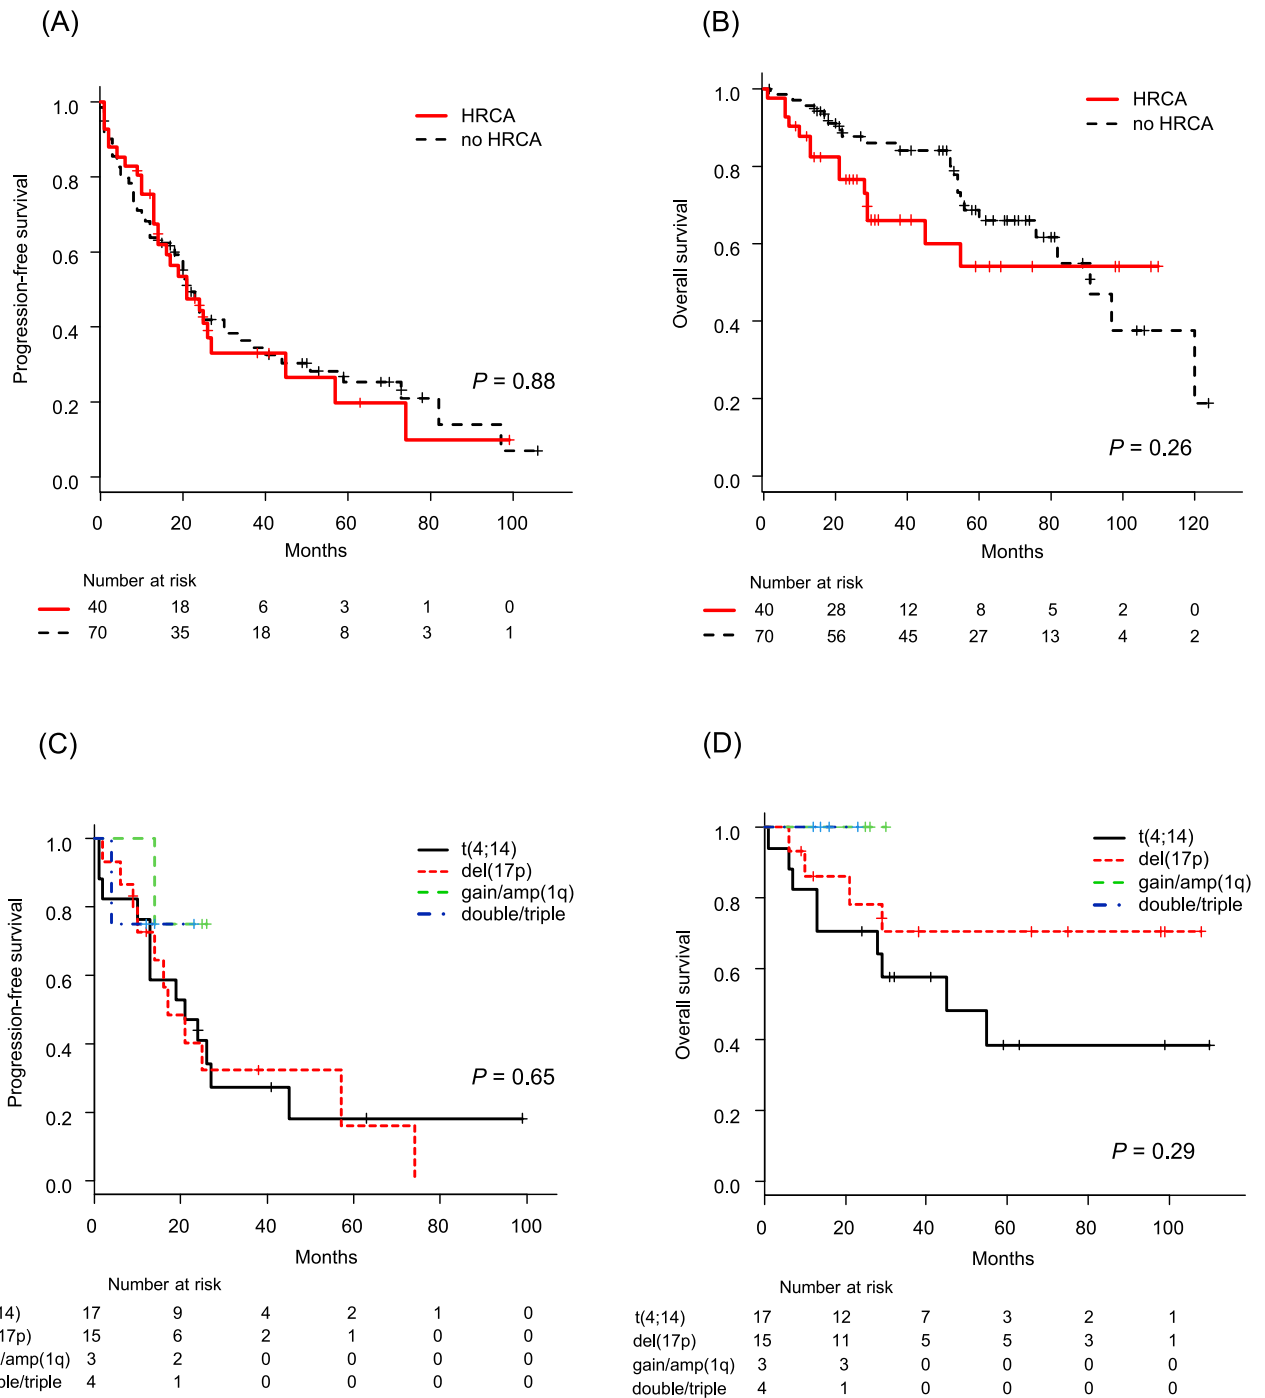 (A)
HRCA
no HRCA
Progression-free survival
1.0
0.8
0.6
0.4
0.2
0.0
P = 0.88
0 20 40 60 80 100
Months
Number at risk
40 18 6 3 1 0
70 35 18 8 3 1
(B)
HRCA
no HRCA
Overall survival
1.0
0.8
0.6
0.4
0.2
0.0
P = 0.26
0 20 40 60 80 100 120
Months
Number at risk
40 28 12 8 5 2 0
70 56 45 27 13 4 2
(C)
t(4;14)
del(17p)
gain/amp(1q)
double/triple
Progression-free survival
1.0
0.8
0.6
0.4
0.2
0.0
P = 0.65
0 20 40 60 80 100
Months
Number at risk
14) 17 9 4 2 1 0
17p) 15 6 2 1 0 0
/amp(1q) 3 2 0 0 0 0
ble/triple 4 1 0 0 0 0
(D)
t(4;14)
del(17p)
gain/amp(1q)
double/triple
Overall survival
1.0
0.8
0.6
0.4
0.2
0.0
P = 0.29
0 20 40 60 80 100
Months
Number at risk
t(4;14) 17 12 7 3 2 1
del(17p) 15 11 5 5 3 1
gain/amp(1q) 3 3 0 0 0 0
double/triple 4 1 0 0 0 0